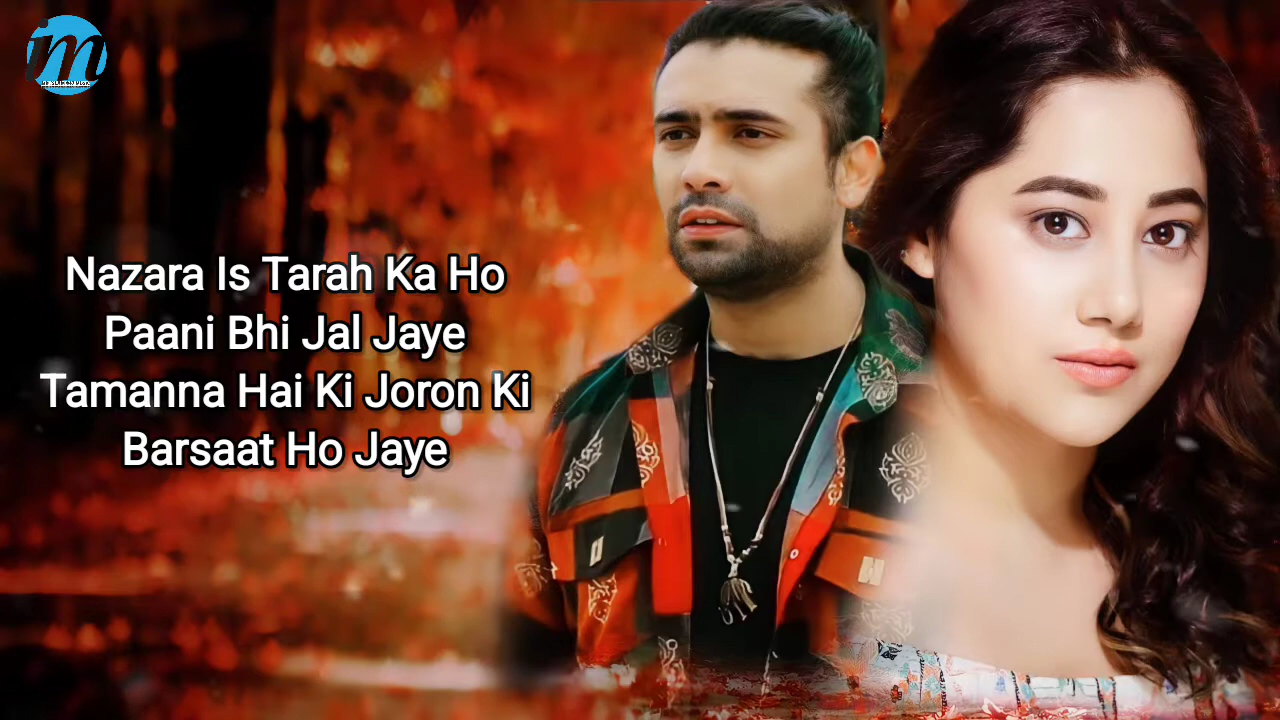 m
Nazara Is Tarah Ka Ho
Paani Bhi Jal Jaye
Tamanna Hai Ki Joron Ki
Barsaat Ho Jaye